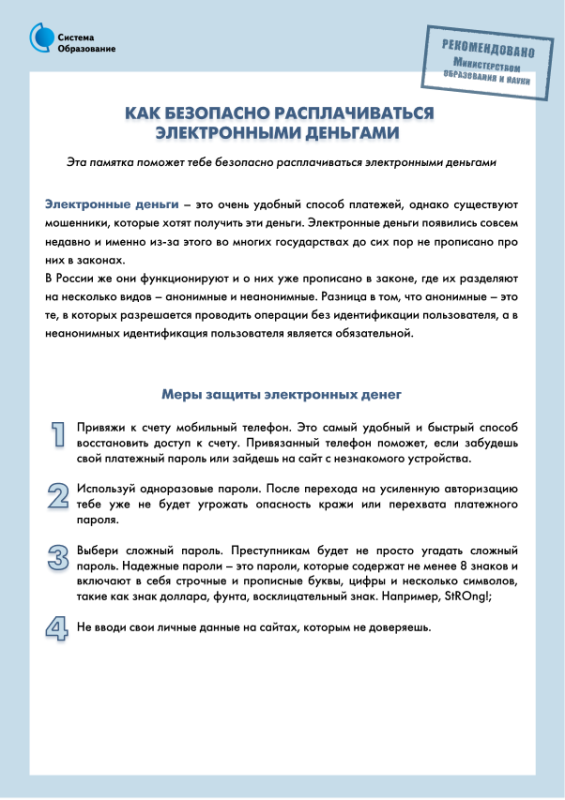 Система
Образование
РЕКОМЕНДОВАНО
Министерством
образования и науки
КАК БЕЗОПАСНО РАСПЛАЧИВАТЬСЯ
ЭЛЕКТРОННЫМИ ДЕНЬГАМИ
Эта памятка поможет тебе безопасно расплачиваться электронными деньгами
Электронные деньги – это очень удобный способ платежей, однако существуют
мошенники, которые хотят получить эти деньги. Электронные деньги появились совсем
недавно и именно из-за этого во многих государствах до сих пор не прописано про
них в законах.
В России же они функционируют и о них уже прописано в законе, где их разделяют
на несколько видов – анонимные и неанонимные. Разница в том, что анонимные – это
те, в которых разрешается проводить операции без идентификации пользователя, а в
неанонимных идентификация пользователя является обязательной.
Меры защиты электронных денег
1 Привяжи к счету мобильный телефон. Это самый удобный и быстрый способ
восстановить доступ к счету. Привязанный телефон поможет, если забудешь
свой платежный пароль или зайдешь на сайт с незнакомого устройства.
2 Используй одноразовые пароли. После перехода на усиленную авторизацию
тебе уже не будет угрожать опасность кражи или перехвата платежного
пароля.
3 Выбери сложный пароль. Преступникам будет не просто угадать сложный
пароль. Надежные пароли – это пароли, которые содержат не менее 8 знаков и
включают в себя строчные и прописные буквы, цифры и несколько символов,
такие как знак доллара, фунта, восклицательный знак. Например, StROng!;
4 Не вводи свои личные данные на сайтах, которым не доверяешь.